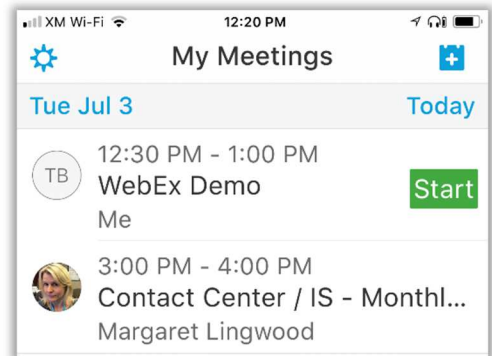 XM Wi-Fi 12:20 PM
My Meetings
Tue Jul 3 Today
12:30 PM - 1:00 PM
TB WebEx Demo Start
Me
3:00 PM - 4:00 PM
Contact Center / IS - Monthl...
Margaret Lingwood